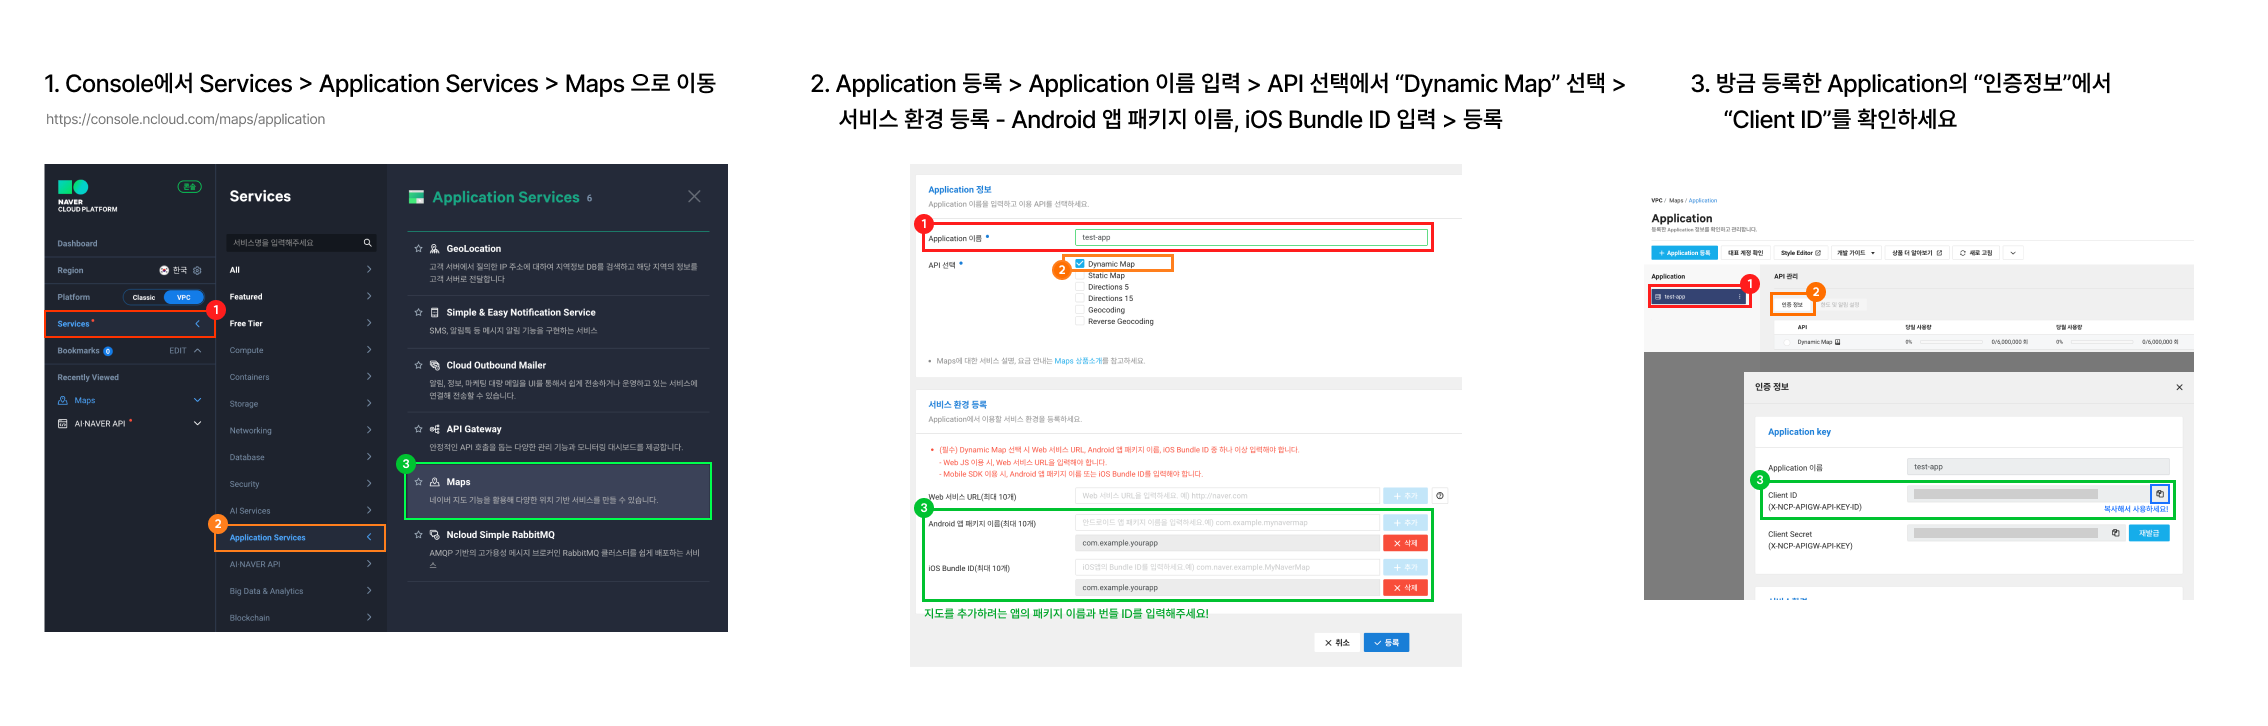 1. Console에서 Services > Application Services > Maps 으로 이동
https://console.ncloud.com/maps/application
NAVER
CLOUD PLATFORM
콘솔
Dashboard
Region
한국
Platform
Classic
VPC
Services
1
Bookmarks 0
EDIT
Recently Viewed
Maps
AI·NAVER API
Services
서비스명을 입력해주세요
All
Featured
Free Tier
Compute
Containers
Storage
Networking
Database
Security
AI Services
2
Application Services
AI·NAVER API
Big Data & Analytics
Blockchain
Application Services 6
GeoLocation
고객 서버에서 질의한 IP 주소에 대하여 지역정보 DB를 검색하고 해당 지역의 정보를
고객 서버로 전달합니다
Simple & Easy Notification Service
SMS, 알림톡 등 메시지 알림 기능을 구현하는 서비스
Cloud Outbound Mailer
알림, 정보, 마케팅 대량 메일을 UI를 통해서 쉽게 전송하거나 운영하고 있는 서비스에
연결해 전송할 수 있습니다.
API Gateway
안정적인 API 호출을 돕는 다양한 관리 기능과 모니터링 대시보드를 제공합니다.
3
Maps
네이버 지도 기능을 활용해 다양한 위치 기반 서비스를 만들 수 있습니다.
Ncloud Simple RabbitMQ
AMQP 기반의 고가용성 메시지 브로커인 RabbitMQ 클러스터를 쉽게 배포하는 서비
스
2. Application 등록 > Application 이름 입력 > API 선택에서 “Dynamic Map” 선택 >
서비스 환경 등록 - Android 앱 패키지 이름, iOS Bundle ID 입력 > 등록
Application 정보
Application 이름을 입력하고 이용 API를 선택하세요.
1
Application 이름
test-app
API 선택
2
Dynamic Map
Static Map
Directions 5
Directions 15
Geocoding
Reverse Geocoding
• Maps에 대한 서비스 설명, 요금 안내는 Maps 상품소개를 참고하세요.
서비스 환경 등록
Application에서 이용할 서비스 환경을 등록하세요.
• (필수) Dynamic Map 선택 시 Web 서비스 URL, Android 앱 패키지 이름, iOS Bundle ID 중 하나 이상 입력해야 합니다.
- Web JS 이용 시, Web 서비스 URL을 입력해야 합니다.
- Mobile SDK 이용 시, Android 앱 패키지 이름 또는 iOS Bundle ID를 입력해야 합니다.
Web 서비스 URL(최대 10개)
Web 서비스 URL을 입력하세요. 예) http://naver.com
+ 추가
3
Android 앱 패키지 이름(최대 10개)
안드로이드 앱 패키지 이름을 입력하세요.예) com.example.mynavermap
+ 추가
com.example.yourapp
삭제
iOS Bundle ID(최대 10개)
iOS앱의 Bundle ID를 입력하세요.예) com.naver.example.MyNaverMap
+ 추가
com.example.yourapp
삭제
지도를 추가하려는 앱의 패키지 이름과 번들 ID를 입력해주세요!
취소
등록
3. 방금 등록한 Application의 “인증정보”에서
“Client ID”를 확인하세요
VPC / Maps / Application
Application
등록한 Application 정보를 확인하고 관리합니다.
+ Application 등록
대표 계정 확인
Style Editor
개발 가이드
상품 더 알아보기
새로 고침
Application
API 관리
1
test-app
2
인증 정보
한도 및 알림 설정
API
당일 사용량
당월 사용량
Dynamic Map
0%
0/6,000,000 회
0%
0/6,000,000 회
인증 정보
Application key
Application 이름
test-app
3
Client ID
(X-NCP-APIGW-API-KEY-ID)
복사해서 사용하세요!
Client Secret
(X-NCP-APIGW-API-KEY)
재발급